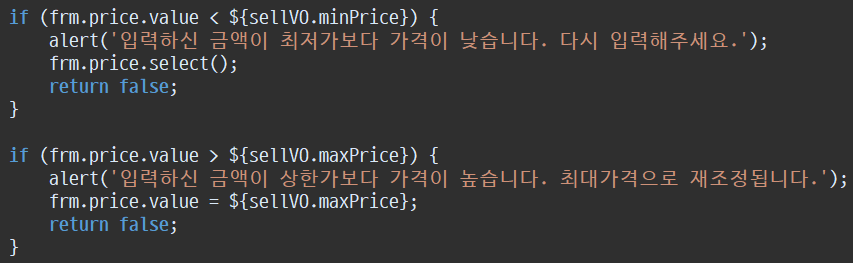 if (frm.price.value < ${sellVO.minPrice}) {
    alert('입력하신 금액이 최저가보다 가격이 낮습니다. 다시 입력해주세요.');
    frm.price.select();
    return false;
}

if (frm.price.value > ${sellVO.maxPrice}) {
    alert('입력하신 금액이 상한가보다 가격이 높습니다. 최대가격으로 재조정됩니다.');
    frm.price.value = ${sellVO.maxPrice};
    return false;
}